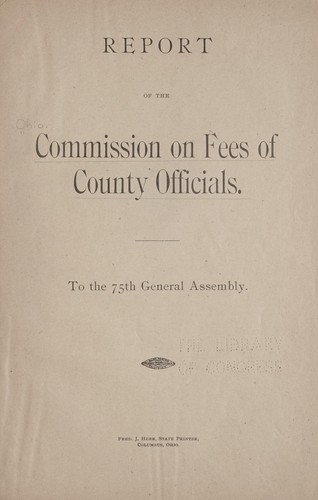 REPORT
OF THE
Ohio.
Commission on Fees of
County Officials.
To the 75th General Assembly.
THE LIBRARY
OF CONGRESS
FRED. J. HEER, STATE PRINTER,
COLUMBUS, OHIO.